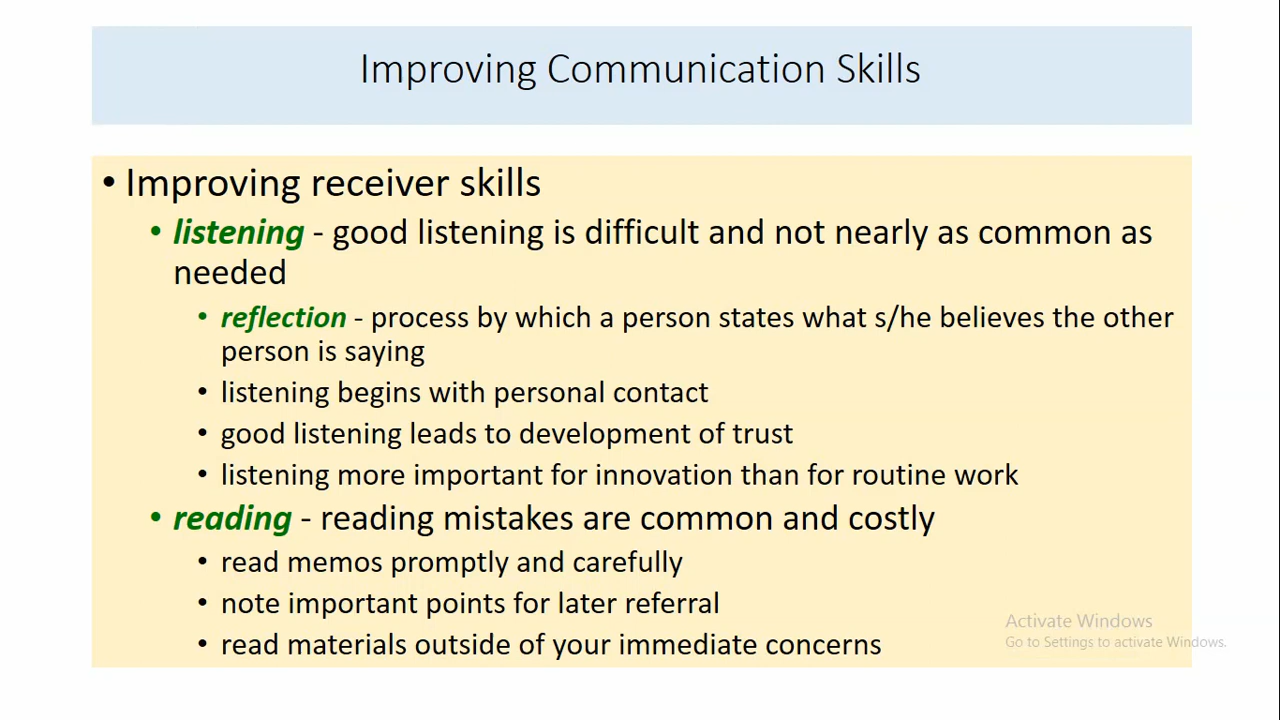 Improving Communication Skills
• Improving receiver skills
• listening - good listening is difficult and not nearly as common as
needed
• reflection - process by which a person states what s/he believes the other
person is saying
• listening begins with personal contact
• good listening leads to development of trust
• listening more important for innovation than for routine work
• reading - reading mistakes are common and costly
• read memos promptly and carefully
• note important points for later referral
• read materials outside of your immediate concerns
Activate Windows
Go to Settings to activate Windows.